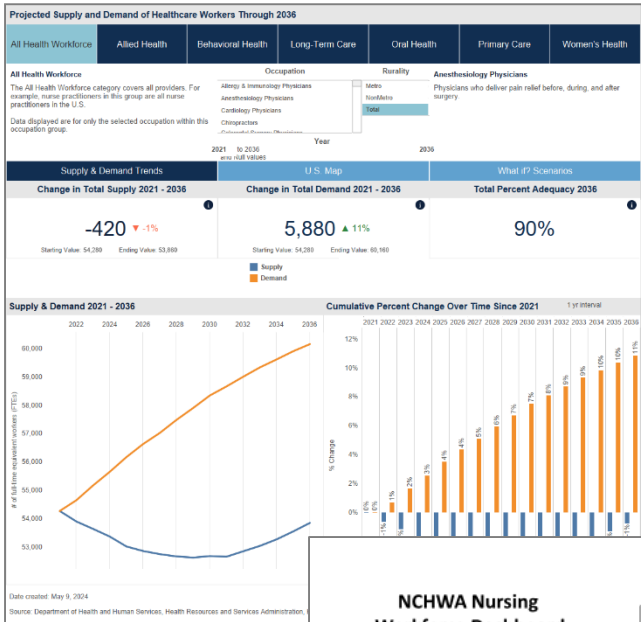 Projected Supply and Demand of Healthcare Workers Through 2036
All Health Workforce
Allied Health
Behavioral Health
Long-Term Care
Oral Health
Primary Care
Women's Health
All Health Workforce
The All Health Workforce category covers all providers. For
example, nurse practitioners in this group are all nurse
practitioners in the U.S.
Data displayed are for only the selected occupation within this
occupation group.
Occupation
Allergy & Immunology Physicians
Anesthesiology Physicians
Cardiology Physicians
Chiropractors
Rurality
Metro
NonMetro
Total
Anesthesiology Physicians
Physicians who deliver pain relief before, during, and after
surgery
Year
2021 to 2036
2036
Supply & Demand Trends
U.S. Map
What if? Scenarios
Change in Total Supply 2021 - 2036
-420 ▼ -1%
Starting Value: 54,280 Ending Value: 53,860
Change in Total Demand 2021 - 2036
5,880 ▲ 11%
Starting Value: 54,280 Ending Value: 60,160
Total Percent Adequacy 2036
90%
Supply
Demand
Supply & Demand 2021 - 2036
2022 2024 2026 2028 2030 2032 2034 2036
# of full-time equivalent workers (FTEs)
60,000
59,000
58,000
57,000
56,000
55,000
54,000
53,000
Cumulative Percent Change Over Time Since 2021
1 yr interval
2021 2022 2023 2024 2025 2026 2027 2028 2029 2030 2031 2032 2033 2034 2035 2036
% Change
12%
10%
8%
6%
4%
2%
0%
0% 0% -1% 1% 2% 3% 4% 4% 5% 6% 7% 7% 8% 9% 9% 10% 10% -1% 11%
Date created: May 9, 2024
Source: Department of Health and Human Services, Health Resources and Services Administration,
NCHWA Nursing